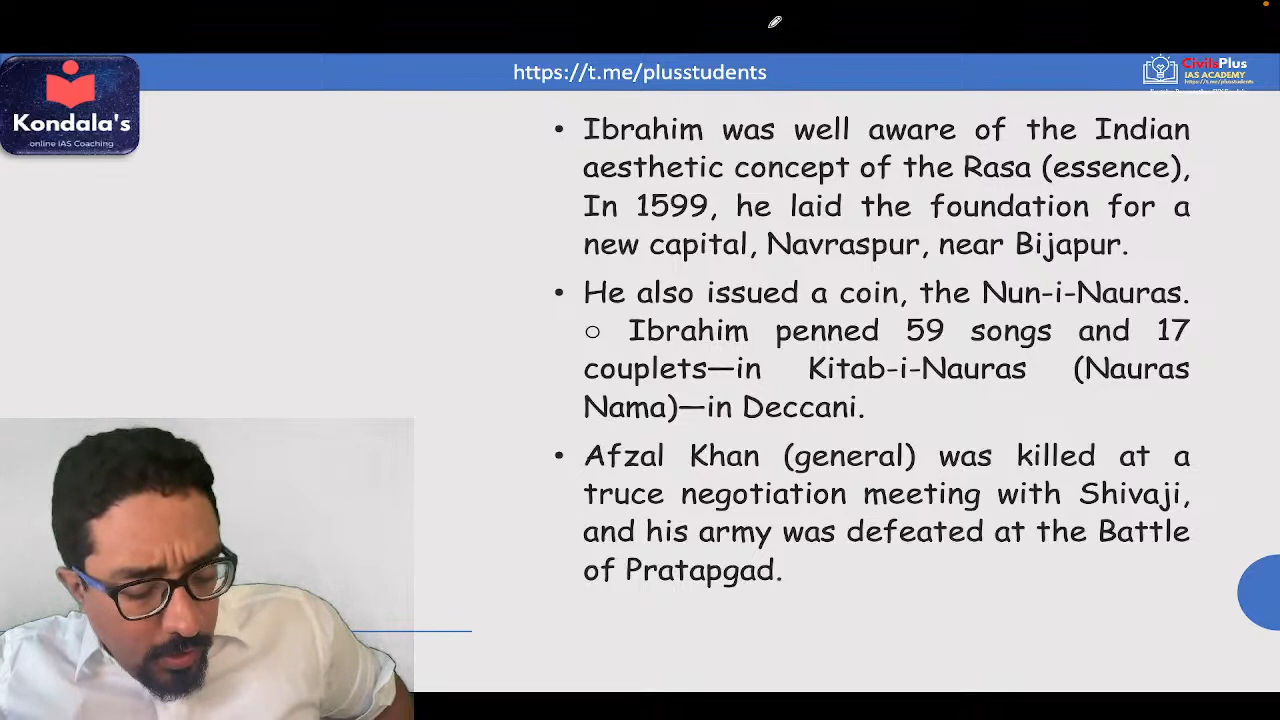 https://t.me/plusstudents
CivilsPlus
IAS ACADEMY
https://t.me/plusstudents
Kondala's
online IAS Coaching
• Ibrahim was well aware of the Indian
aesthetic concept of the Rasa (essence),
In 1599, he laid the foundation for a
new capital, Navraspur, near Bijapur.
• He also issued a coin, the Nun-i-Nauras.
○ Ibrahim penned 59 songs and 17
couplets—in Kitab-i-Nauras (Nauras
Nama)—in Deccani.
• Afzal Khan (general) was killed at a
truce negotiation meeting with Shivaji,
and his army was defeated at the Battle
of Pratapgad.